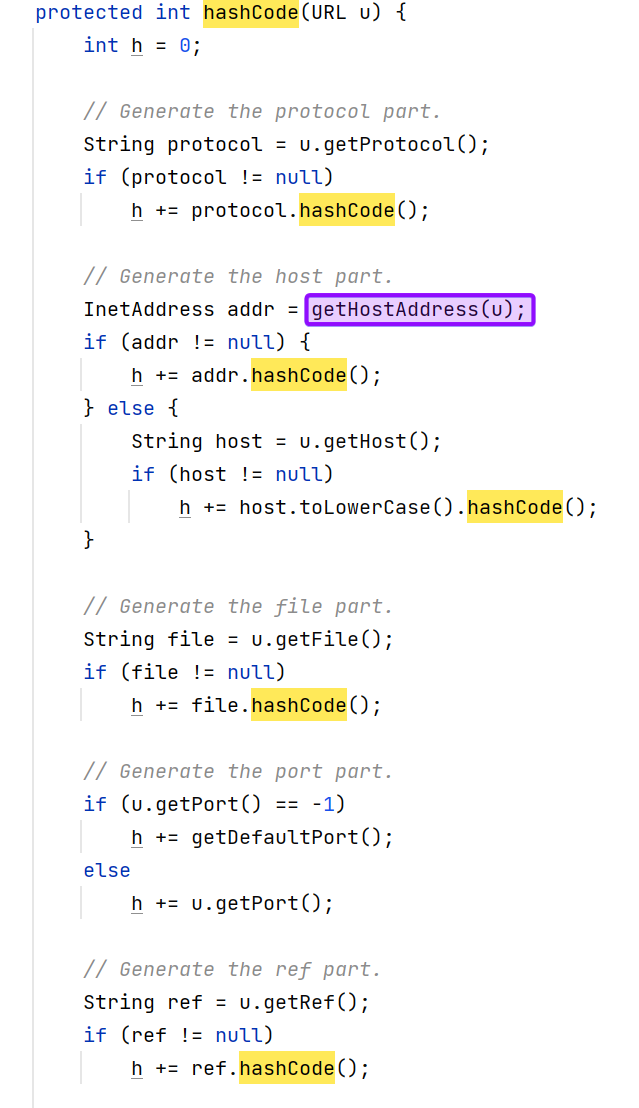 protected int hashCode(URL u) {
int h = 0;
// Generate the protocol part.
String protocol = u.getProtocol();
if (protocol != null)
h += protocol.hashCode();
// Generate the host part.
InetAddress addr = getHostAddress(u);
if (addr != null) {
h += addr.hashCode();
} else {
String host = u.getHost();
if (host != null)
h += host.toLowerCase().hashCode();
}
// Generate the file part.
String file = u.getFile();
if (file != null)
h += file.hashCode();
// Generate the port part.
if (u.getPort() == -1)
h += getDefaultPort();
else
h += u.getPort();
// Generate the ref part.
String ref = u.getRef();
if (ref != null)
h += ref.hashCode();